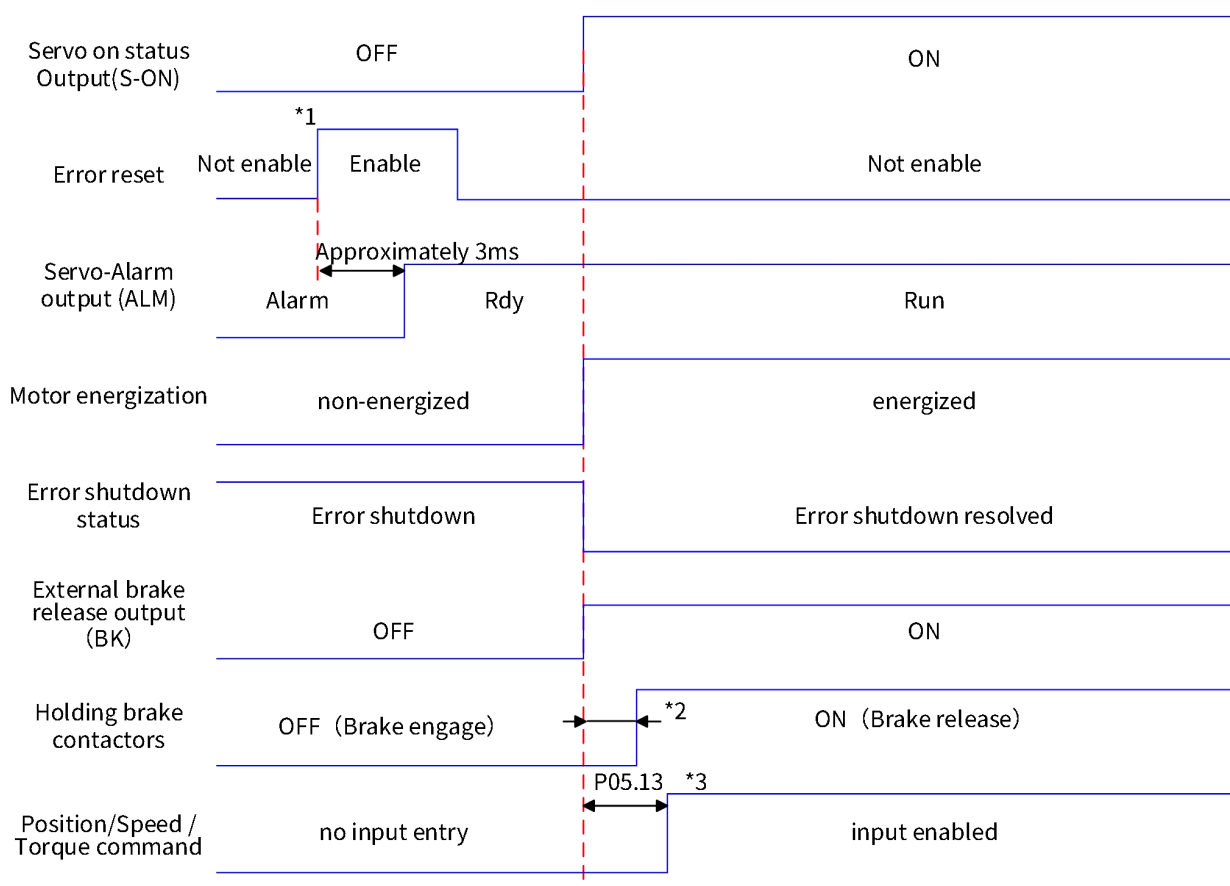 Servo on status
Output(S-ON)
OFF
ON
*1
Error reset
Not enable
Enable
Not enable
Approximately 3ms
Servo-Alarm
output (ALM)
Alarm
Rdy
Run
Motor energization
non-energized
energized
Error shutdown
status
Error shutdown
Error shutdown resolved
External brake
release output
（BK）
OFF
ON
Holding brake
contactors
OFF（Brake engage）
*2
ON（Brake release）
P05.13 *3
Position/Speed /
Torque command
no input entry
input enabled